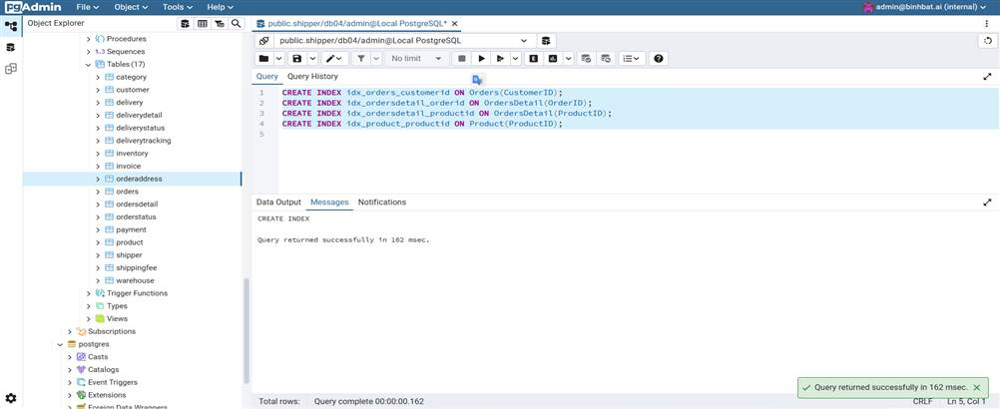 pgAdmin File Object Tools Help admin@binhbat.ai (internal)
Object Explorer
public.shipper/db04/admin@Local PostgreSQL*
public.shipper/db04/admin@Local PostgreSQL
No limit
Query Query History
1 CREATE INDEX idx_orders_customerid ON Orders(CustomerID);
2 CREATE INDEX idx_ordersdetail_orderid ON OrdersDetail(OrderID);
3 CREATE INDEX idx_ordersdetail_productid ON OrdersDetail(ProductID);
4 CREATE INDEX idx_product_productid ON Product(ProductID);
5
Procedures
Sequences
Tables (17)
category
customer
delivery
deliverydetail
deliverystatus
deliverytracking
inventory
invoice
orderaddress
orders
ordersdetail
orderstatus
payment
product
shipper
shippingfee
warehouse
Trigger Functions
Types
Views
Subscriptions
postgres
Casts
Catalogs
Event Triggers
Extensions
Foreign Data Wrappers
Data Output Messages Notifications
CREATE INDEX
Query returned successfully in 162 msec.
Query returned successfully in 162 msec.
Total rows: Query complete 00:00:00.162 CRLF Ln 5, Col 1